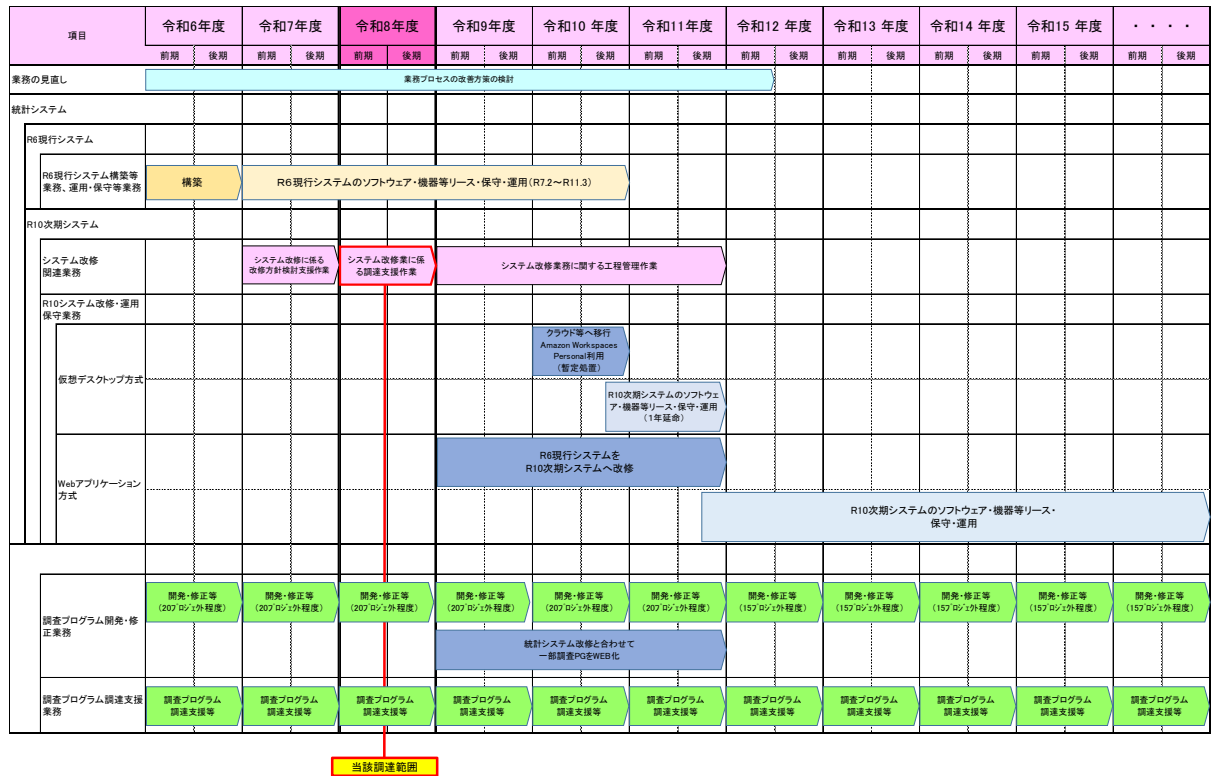 項目
令和6年度
令和7年度
令和8年度
令和9年度
令和10 年度
令和11年度
令和12 年度
令和13 年度
令和14 年度
令和15 年度
・ ・ ・ ・
前期 後期 前期 後期 前期 後期 前期 後期 前期 後期 前期 後期 前期 後期 前期 後期 前期 後期 前期 後期 前期 後期
業務の見直し
業務プロセスの改善方策の検討
統計システム
R6現行システム
R6現行システム構築等
業務、運用・保守等業務
構築
R6現行システムのソフトウェア・機器等リース・保守・運用(R7.2~R11.3)
R10次期システム
システム改修
関連業務
システム改修に係る
改修方針検討支援作業
システム改修業に係
る調達支援作業
システム改修業務に関する工程管理作業
R10システム改修・運用
保守業務
仮想デスクトップ方式
クラウド等へ移行
Amazon Workspaces
Personal利用
(暫定処置)
R10次期システムのソフトウェ
ア・機器等リース・保守・運用
(1年延命)
Webアプリケーション
方式
R6現行システムを
R10次期システムへ改修
R10次期システムのソフトウェア・機器等リース・
保守・運用
調査プログラム開発・修
正業務
開発・修正等
(20プロジェクト程度)
開発・修正等
(20プロジェクト程度)
開発・修正等
(20プロジェクト程度)
開発・修正等
(20プロジェクト程度)
開発・修正等
(20プロジェクト程度)
開発・修正等
(20プロジェクト程度)
開発・修正等
(15プロジェクト程度)
開発・修正等
(15プロジェクト程度)
開発・修正等
(15プロジェクト程度)
開発・修正等
(15プロジェクト程度)
開発・修正等
(15プロジェクト程度)
統計システム改修と合わせて
一部調査PGをWEB化
調査プログラム調達支援
業務
調査プログラム
調達支援等
調査プログラム
調達支援等
調査プログラム
調達支援等
調査プログラム
調達支援等
調査プログラム
調達支援等
調査プログラム
調達支援等
調査プログラム
調達支援等
調査プログラム
調達支援等
調査プログラム
調達支援等
調査プログラム
調達支援等
調査プログラム
調達支援等
当該調達範囲